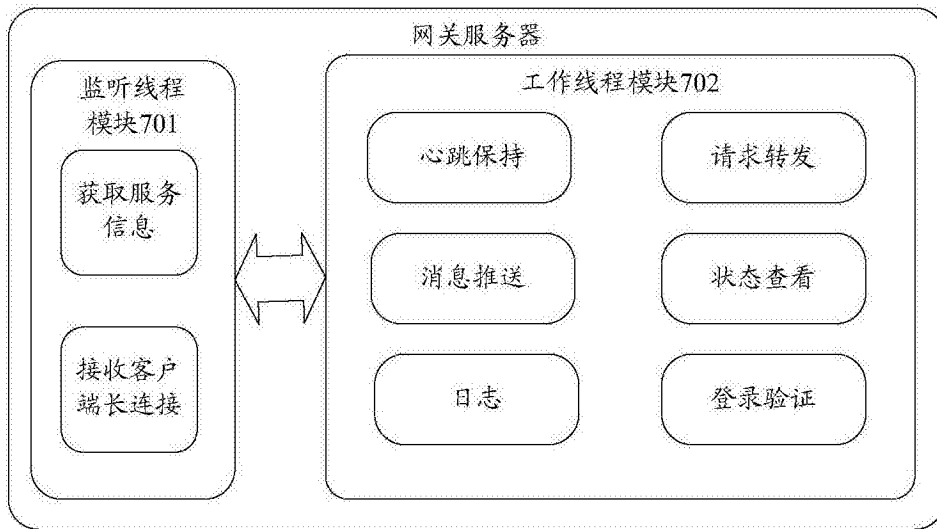 网关服务器
监听线程
模块701
获取服务
信息
接收客户
端长连接
工作线程模块702
心跳保持
请求转发
消息推送
状态查看
日志
登录验证